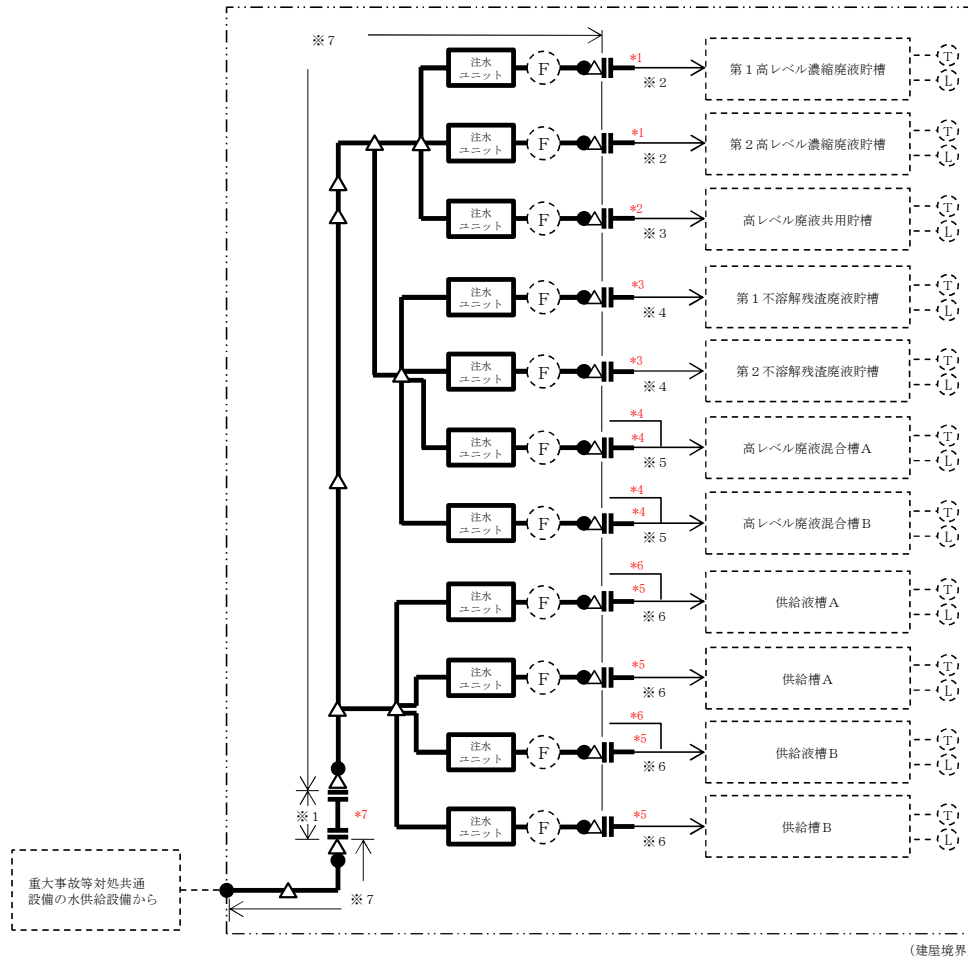 ※7
注水
ユニット
F
*1
※2
第1高レベル濃縮廃液貯槽
T
L
注水
ユニット
F
*1
※2
第2高レベル濃縮廃液貯槽
T
L
注水
ユニット
F
*2
※3
高レベル廃液共用貯槽
T
L
注水
ユニット
F
*3
※4
第1不溶解残渣廃液貯槽
T
L
注水
ユニット
F
*3
※4
第2不溶解残渣廃液貯槽
T
L
*4
注水
ユニット
F
*4
※5
高レベル廃液混合槽A
T
L
*4
注水
ユニット
F
*4
※5
高レベル廃液混合槽B
T
L
*6
注水
ユニット
F
*5
※6
供給液槽A
T
L
注水
ユニット
F
*5
※6
供給槽A
T
L
*6
注水
ユニット
F
*5
※6
供給液槽B
T
L
注水
ユニット
F
*5
※6
供給槽B
T
L
※1
*7
※7
重大事故等対処共通
設備の水供給設備から
(建屋境界